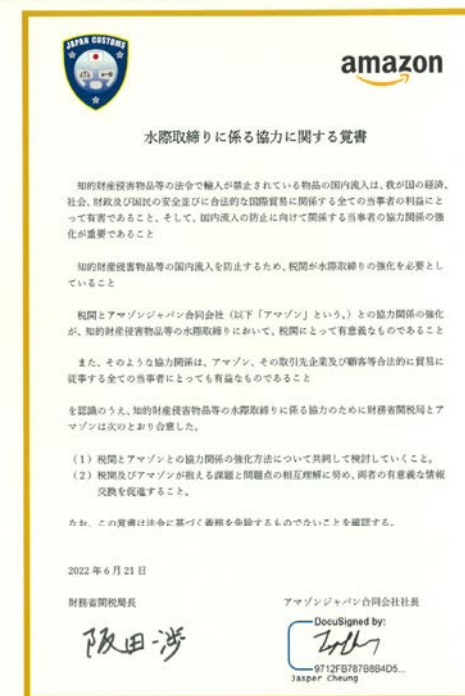 JAPAN CUSTOMS
amazon
水際取締りに係る協力に関する覚書
知的財産侵害物品等の法令で輸入が禁止されている物品の国内流入は、我が国の経済、
社会、財政及び国民の安全並びに合法的な国際貿易に関係する全ての当事者の利益にと
って有害であること、そして、国内流入の防止に向けて関係する当事者の協力関係の強
化が重要であること
知的財産侵害物品等の国内流入を防止するため、税関が水際取締りの強化を必要とし
ていること
税関とアマゾンジャパン合同会社（以下「アマゾン」という。）との協力関係の強化
が、知的財産侵害物品等の水際取締りにおいて、税関にとって有意義なものであること
また、そのような協力関係は、アマゾン、その取引先企業及び顧客等合法的に貿易に
従事する全ての当事者にとっても有益なものであること
を認識のうえ、知的財産侵害物品等の水際取締りに係る協力のために財務省関税局とア
マゾンは次のとおり合意した。
（1）税関とアマゾンとの協力関係の強化方法について共同して検討していくこと。
（2）税関及びアマゾンが抱える課題と問題点の相互理解に努め、両者の有意義な情報
交換を促進すること。
なお、この覚書は法令に基づく義務を免除するものでないことを確認する。
2022年6月21日
財務省関税局長
アマゾンジャパン合同会社社長
阪田 渉
DocuSigned by:
9712FB787B8B4D5...
Jasper Cheung